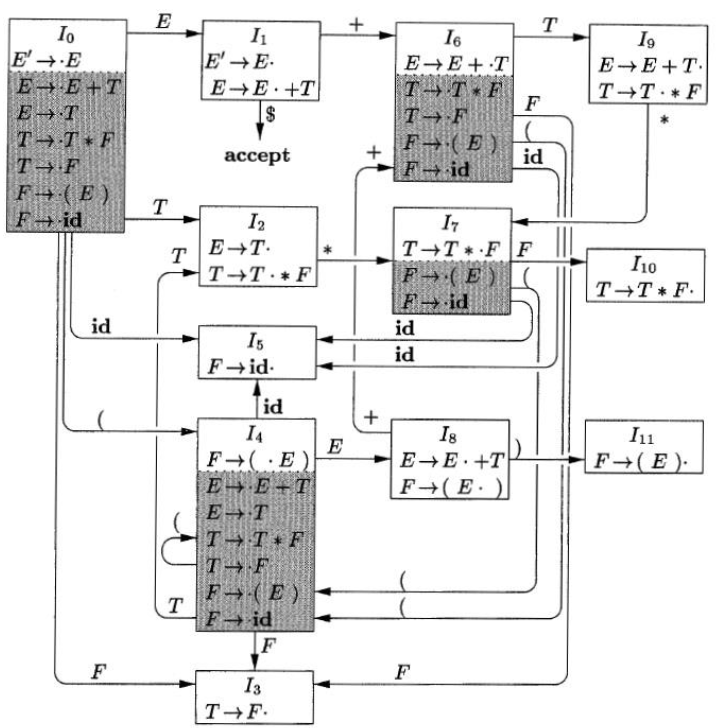 I₀
E' → ·E
E → ·E + T
E → ·T
T → ·T * F
T → ·F
F → ·( E )
F → ·id
E
I₁
E' → E·
E → E · +T
$
accept
+
I₆
E → E + ·T
T → ·T * F
T → ·F
F → ·( E )
F → ·id
T
I₉
E → E + T·
T → T · * F
*
F
(
id
+
T
I₂
E → T·
T → T · * F
T
*
I₇
T → T * ·F
F → ·( E )
F → ·id
F
(
I₁₀
T → T * F·
id
I₅
F → id·
id
id
id
(
I₄
F → ( · E )
E → ·E + T
E → ·T
T → ·T * F
T → ·F
F → ·( E )
F → ·id
(
T
E
+
I₈
E → E · +T
F → ( E · )
)
I₁₁
F → ( E ) ·
(
(
F
F
F
I₃
T → F·